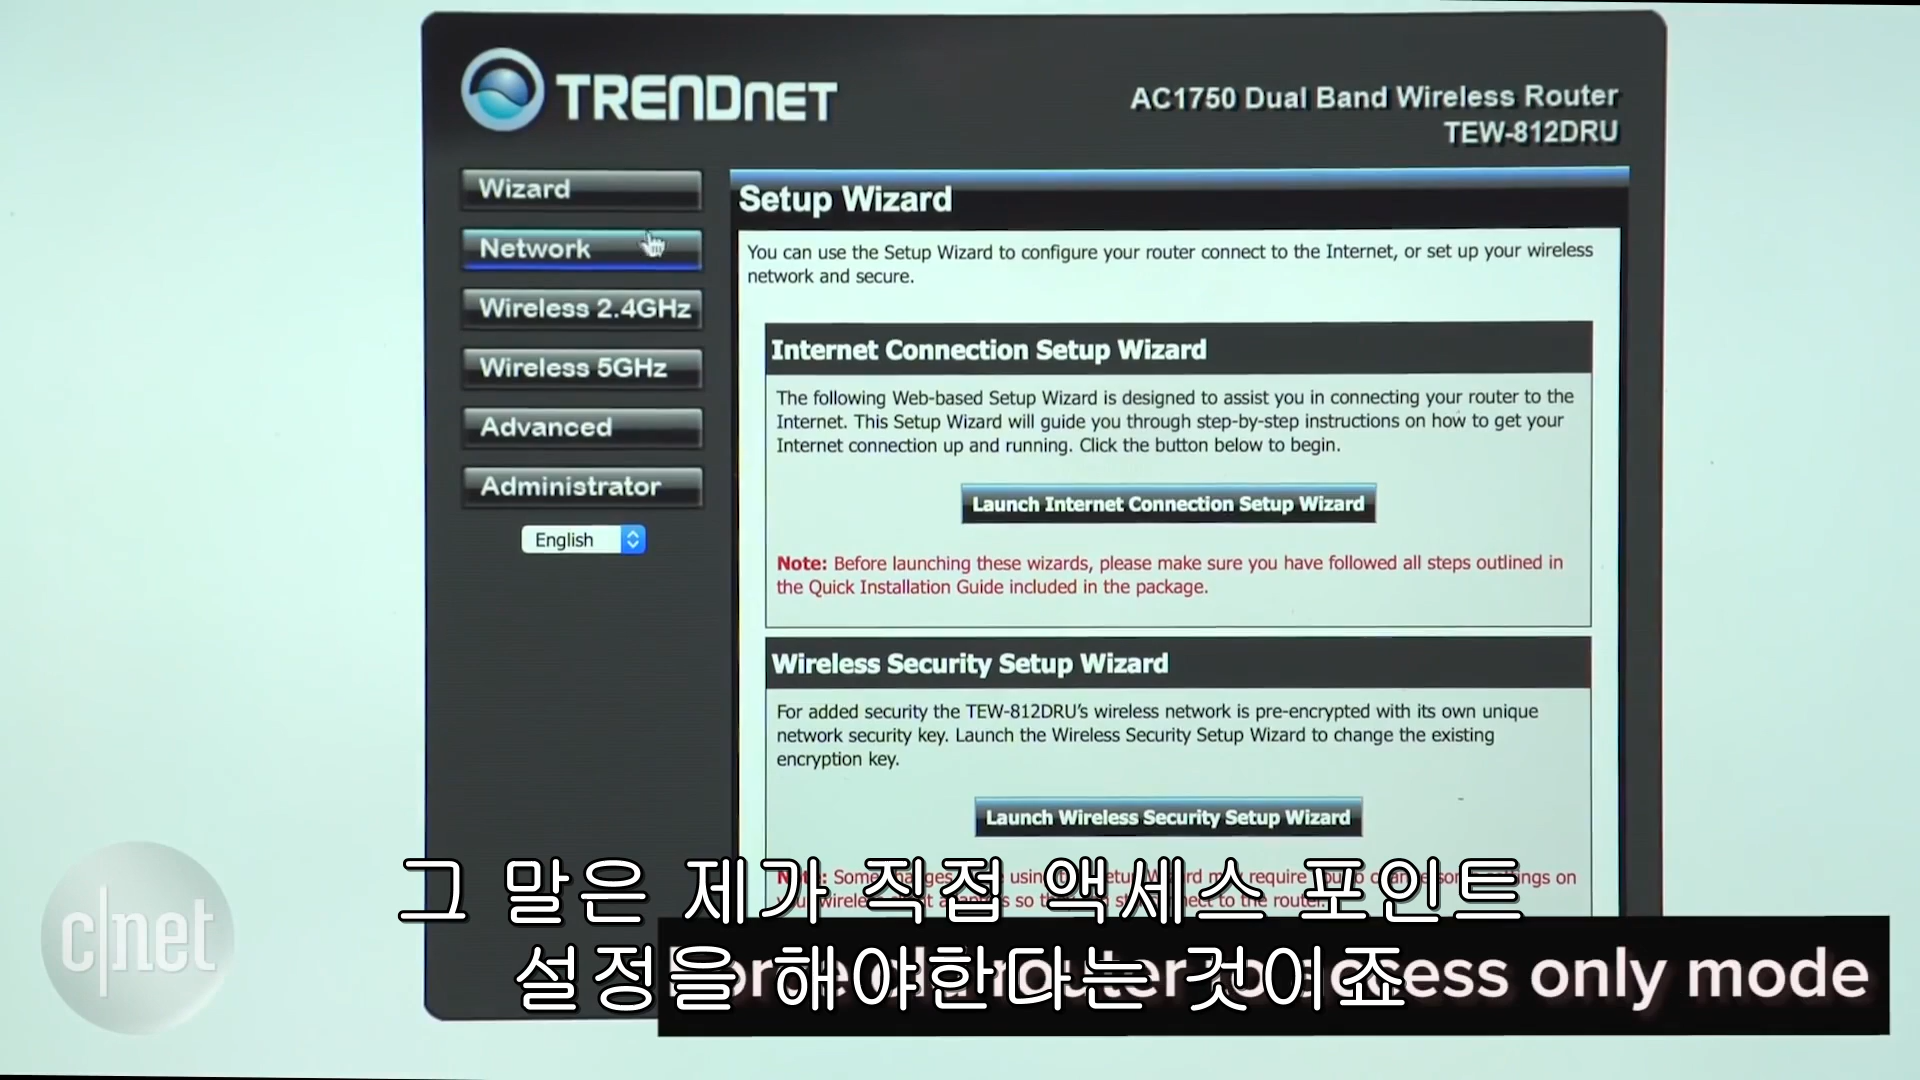 TRENDNET
AC1750 Dual Band Wireless Router
TEW-812DRU
Wizard
Network
Wireless 2.4GHz
Wireless 5GHz
Advanced
Administrator
English
Setup Wizard
You can use the Setup Wizard to configure your router connect to the Internet, or set up your wireless
network and secure.
Internet Connection Setup Wizard
The following Web-based Setup Wizard is designed to assist you in connecting your router to the
Internet. This Setup Wizard will guide you through step-by-step instructions on how to get your
Internet connection up and running. Click the button below to begin.
Launch Internet Connection Setup Wizard
Note: Before launching these wizards, please make sure you have followed all steps outlined in
the Quick Installation Guide included in the package.
Wireless Security Setup Wizard
For added security the TEW-812DRU's wireless network is pre-encrypted with its own unique
network security key. Launch the Wireless Security Setup Wizard to change the existing
encryption key.
Launch Wireless Security Setup Wizard
using require on
so to the router.
그 말은 제가 직접 액세스 포인트
설정을 해야한다는 것이죠
router access only mode
c|net